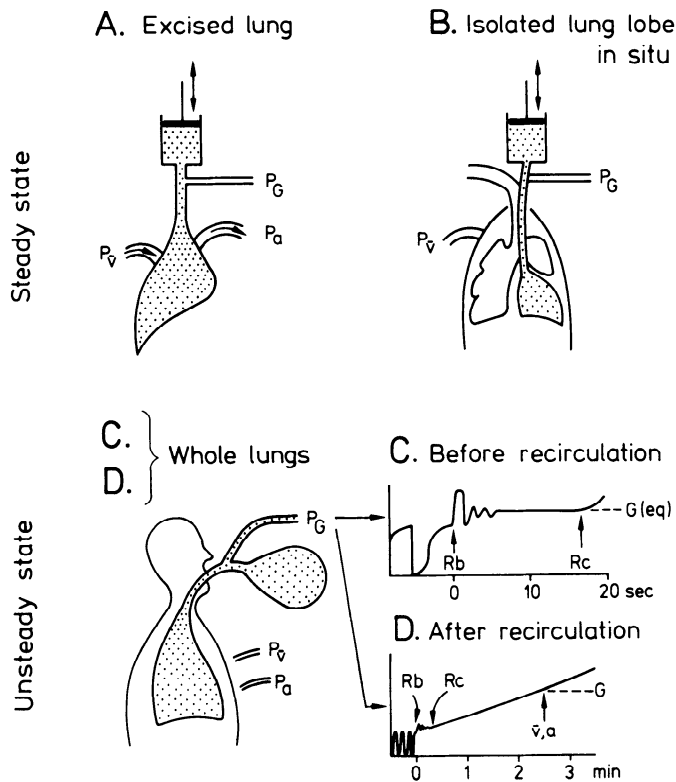 A. Excised lung
B. Isolated lung lobe
in situ
Steady state
P_G
P_v̄
P_a
P_G
P_v̄
Unsteady state
C.
D.
Whole lungs
P_G
P_v̄
P_a
C. Before recirculation
G (eq)
Rb
Rc
0 10 20 sec
D. After recirculation
Rb
Rc
G
v̄,a
0 1 2 3 min